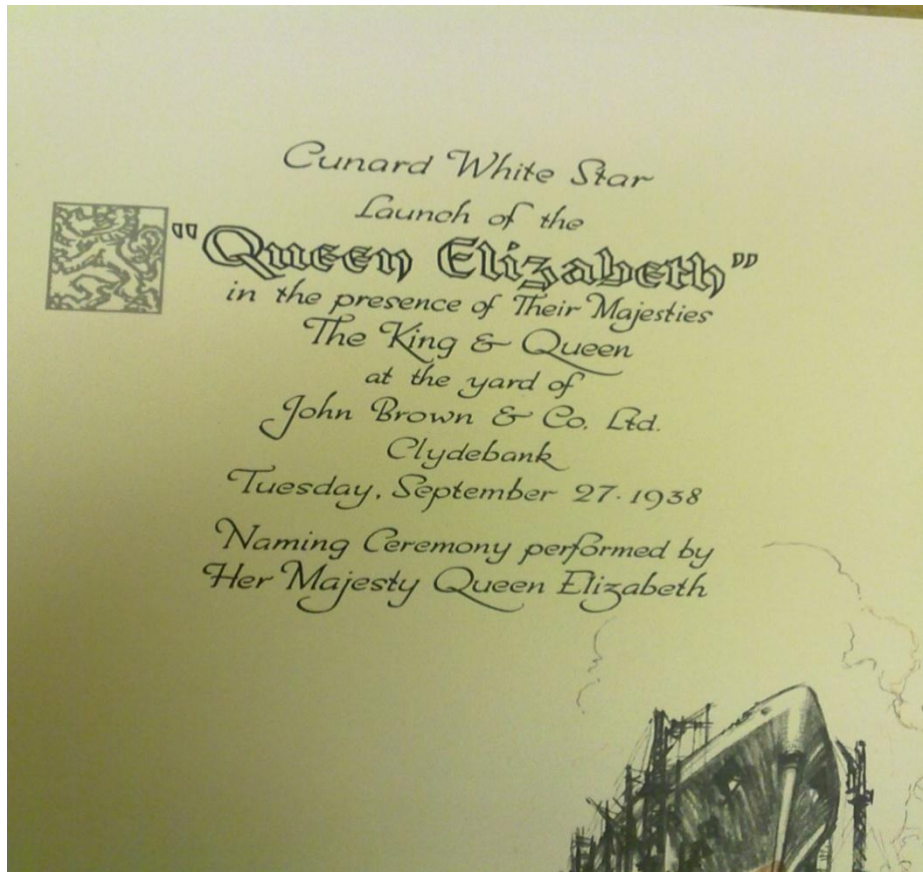 Cunard White Star
Launch of the
"Queen Elizabeth"
in the presence of Their Majesties
The King & Queen
at the yard of
John Brown & Co. Ltd.
Clydebank
Tuesday, September 27. 1938
Naming Ceremony performed by
Her Majesty Queen Elizabeth